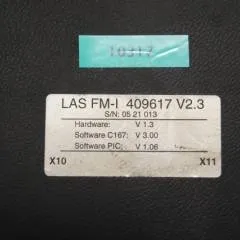 10317
LAS FM-I 409617 V2.3
S/N: 05 21 013
Hardware: V 1.3
Software C167: V 3.00
Software PIC: V 1.06
X10 X11